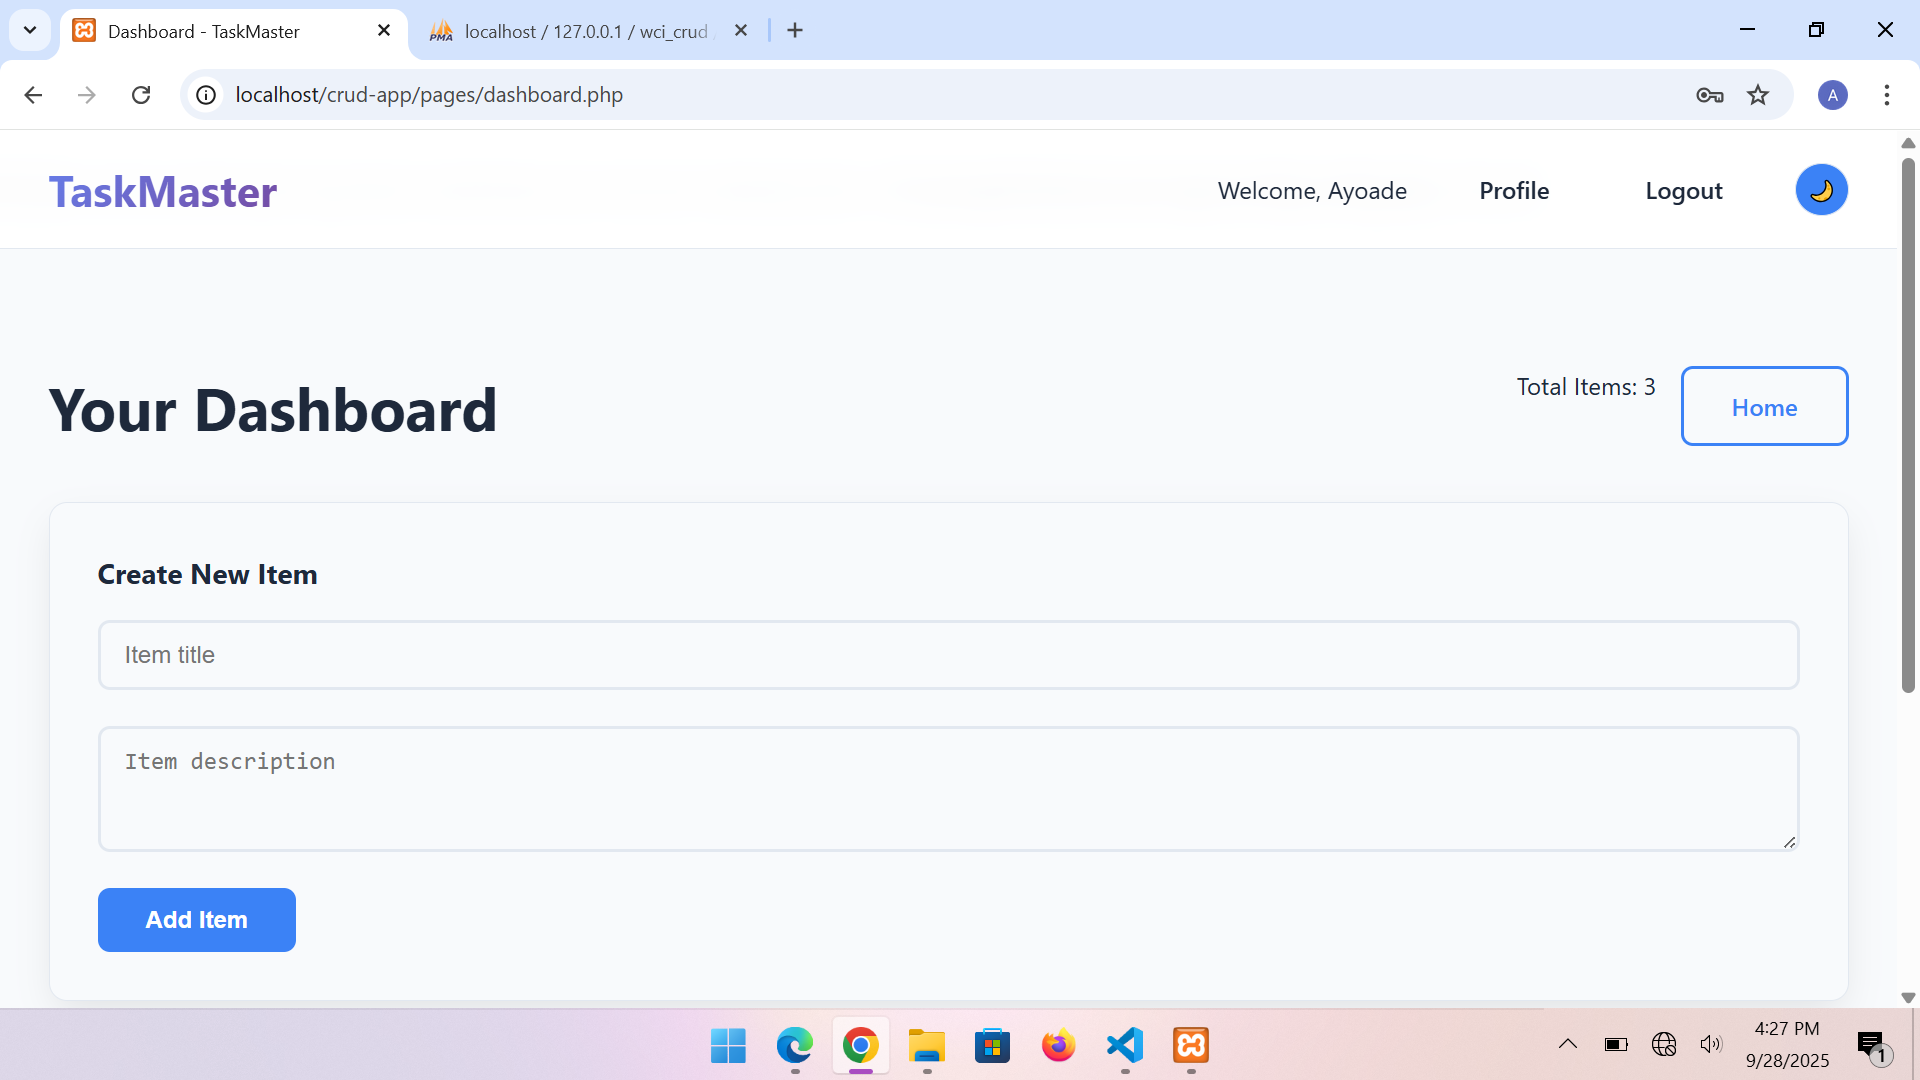 Dashboard - TaskMaster
localhost / 127.0.0.1 / wci_crud
localhost/crud-app/pages/dashboard.php
A
TaskMaster
Welcome, Ayoade
Profile
Logout
Your Dashboard
Total Items: 3
Home
Create New Item
Item title
Item description
Add Item
4:27 PM
9/28/2025
1